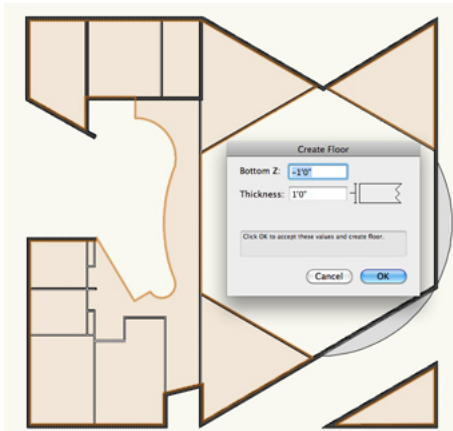 Create Floor
Bottom Z: -1'0"
Thickness: 1'0"
Click OK to accept these values and create floor.
Cancel OK